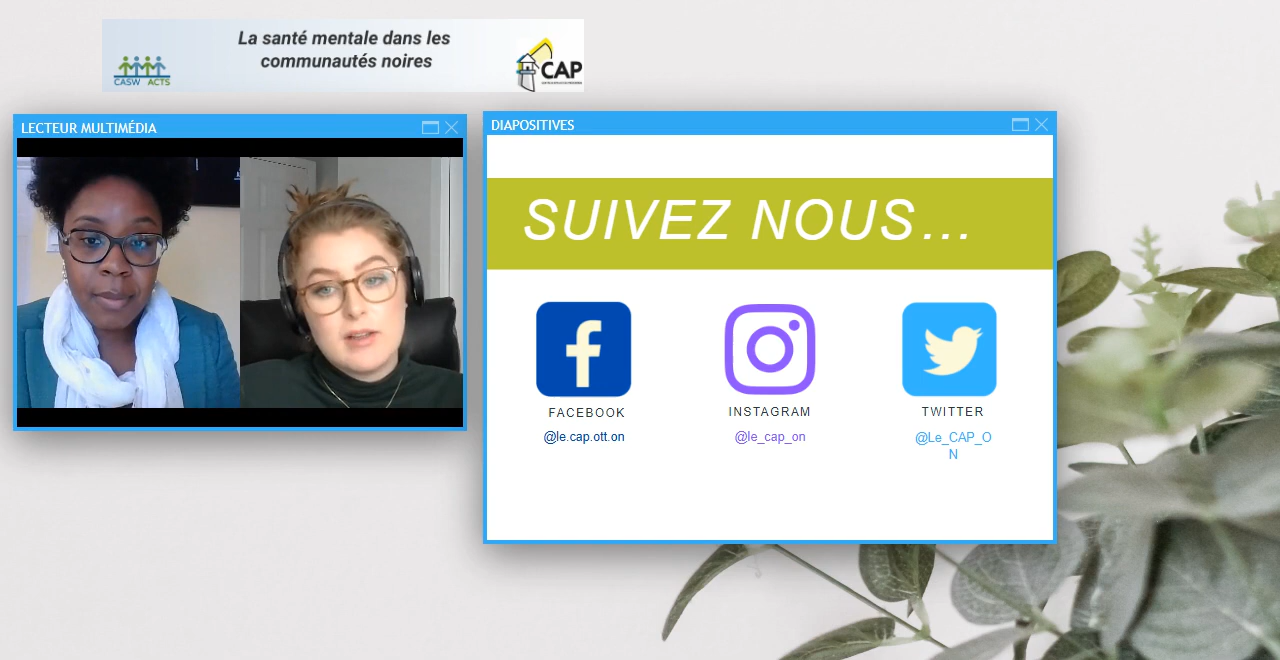 La santé mentale dans les
communautés noires
CASW ACTS
CAP
LECTEUR MULTIMÉDIA
DIAPOSITIVES
SUIVEZ NOUS...
FACEBOOK
@le.cap.ott.on
INSTAGRAM
@le_cap_on
TWITTER
@Le_CAP_O
N